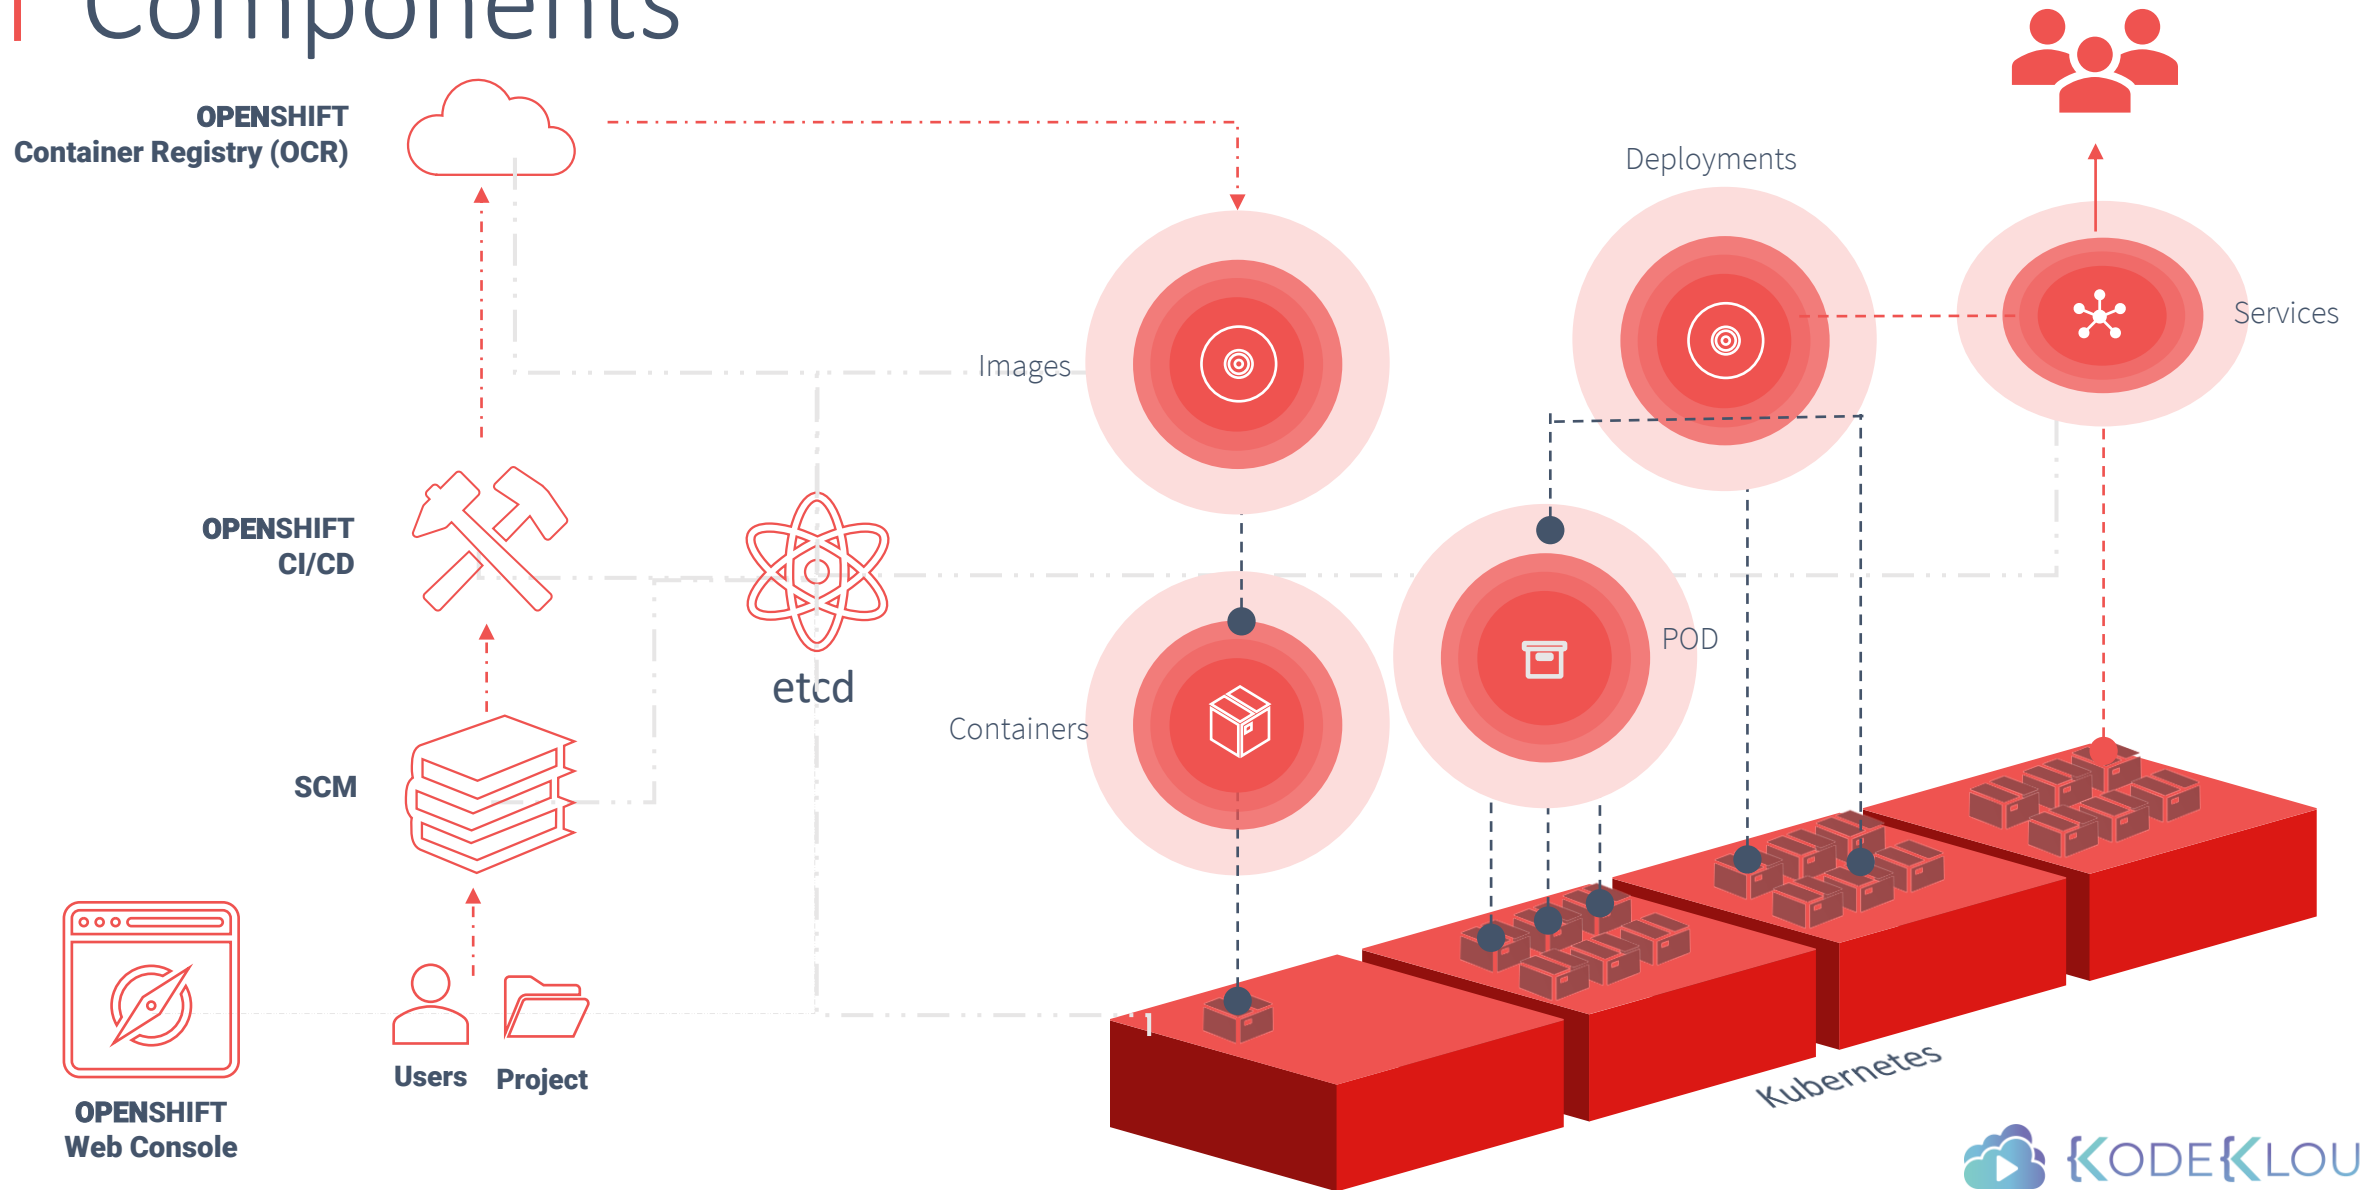 Components
OPENSHIFT
Container Registry (OCR)
Deployments
Services
Images
OPENSHIFT
CI/CD
POD
etcd
Containers
SCM
Users
Project
Kubernetes
OPENSHIFT
Web Console
KODEKLOU